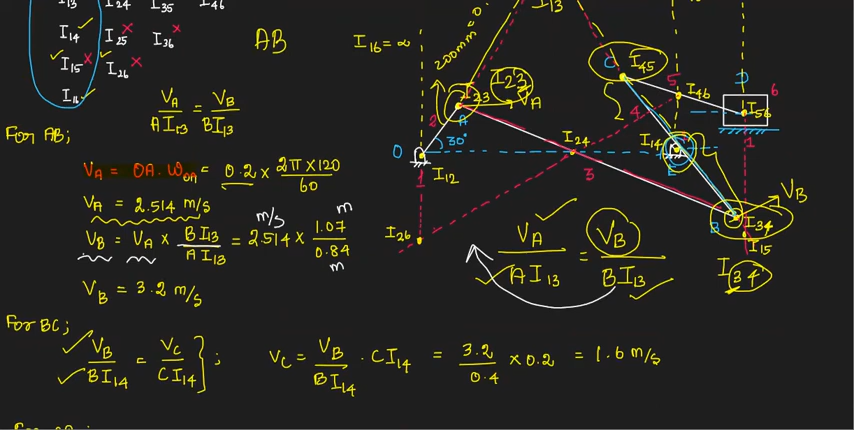 I13 I24 I35 I46
I14 ✓ I25 × I36 ×
✓ I15 × ✓ I26 ×
I16 ✓
AB
For AB;
VA / AI13 = VB / BI13
VA = OA. ωOA = 0.2 × 2π × 120 / 60
VA = 2.514 m/s
VB = VA × BI13 / AI13 = 2.514 m/s × 1.07 m / 0.84 m
VB = 3.2 m/s
For BC;
VB / BI14 = VC / CI14 } ; VC = VB / BI14 . CI14 = 3.2 / 0.4 × 0.2 = 1.6 m/s
I16 = ∞
I13
200mm = 0.
I23
I23
VA
A
2
30°
O
I12
1
I26
I24
3
C
I45
5
I46
D
6
I56
4
I14
E
1
VB
B
I34
I15
I34
VA / AI13 = VB / BI13